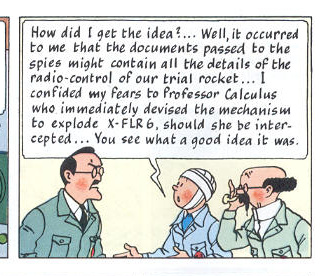 How did I get the idea?... Well, it occurred
to me that the documents passed to the
spies might contain all the details of the
radio-control of our trial rocket... I
confided my fears to Professor Calculus
who immediately devised the mechanism
to explode X-FLR6, should she be inter-
cepted... You see what a good idea it was.